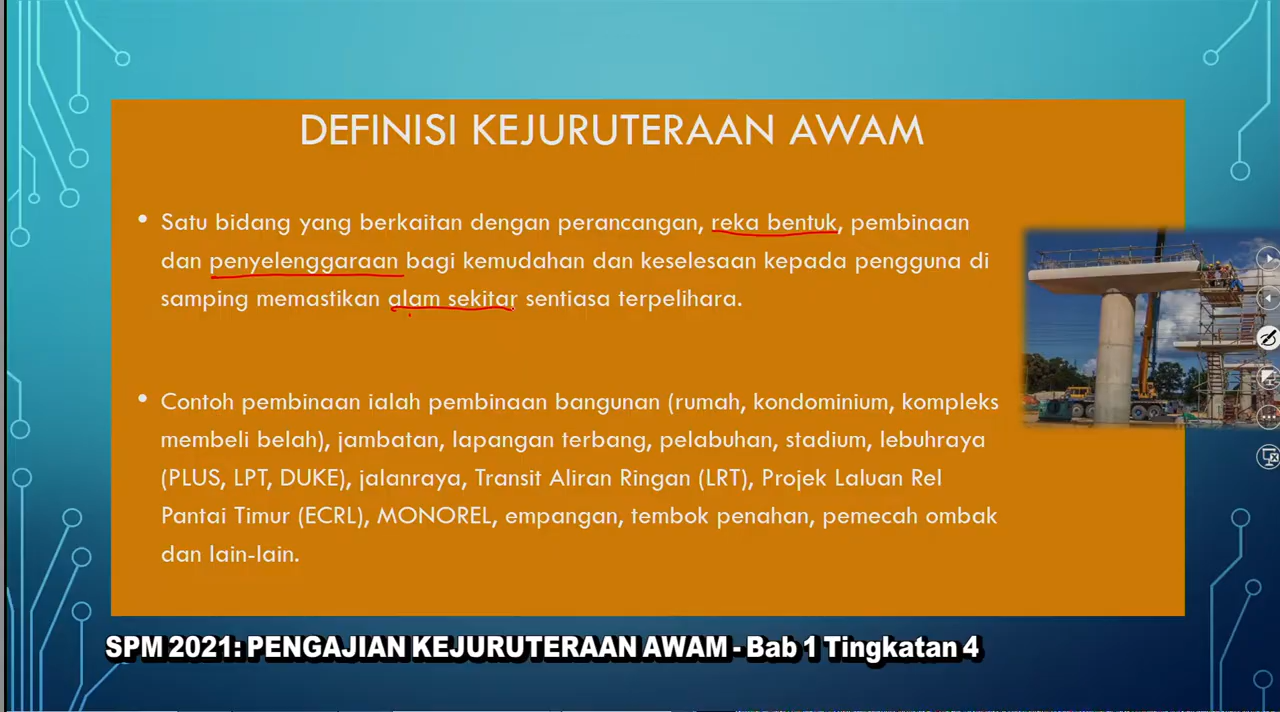 DEFINISI KEJURUTERAAN AWAM
• Satu bidang yang berkaitan dengan perancangan, reka bentuk, pembinaan
dan penyelenggaraan bagi kemudahan dan keselesaan kepada pengguna di
samping memastikan alam sekitar sentiasa terpelihara.
• Contoh pembinaan ialah pembinaan bangunan (rumah, kondominium, kompleks
membeli belah), jambatan, lapangan terbang, pelabuhan, stadium, lebuhraya
(PLUS, LPT, DUKE), jalanraya, Transit Aliran Ringan (LRT), Projek Laluan Rel
Pantai Timur (ECRL), MONOREL, empangan, tembok penahan, pemecah ombak
dan lain-lain.
SPM 2021: PENGAJIAN KEJURUTERAAN AWAM - Bab 1 Tingkatan 4